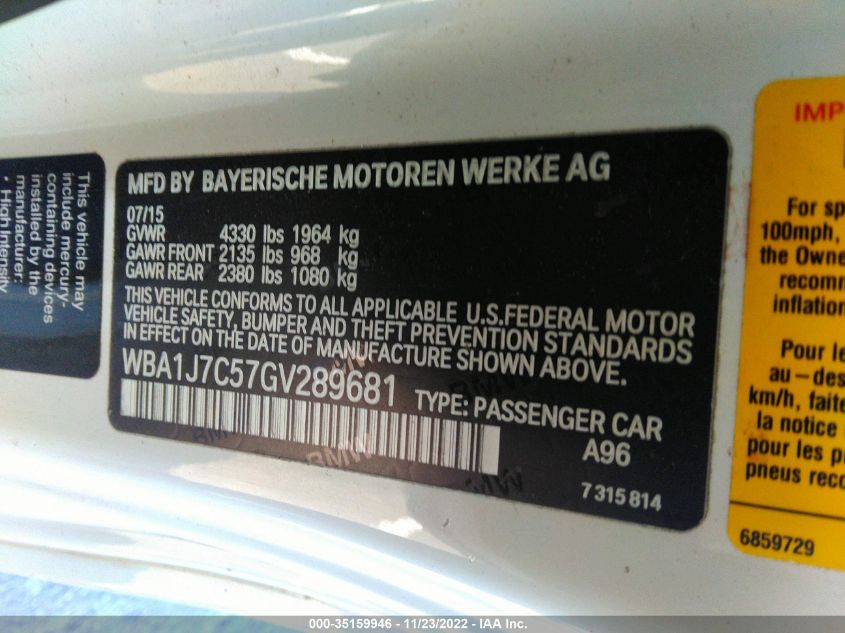 This vehicle may
include mercury-
containing devices
installed by the
manufacturer:
• High Intensity
MFD BY BAYERISCHE MOTOREN WERKE AG
07/15
GVWR 4330 lbs 1964 kg
GAWR FRONT 2135 lbs 968 kg
GAWR REAR 2380 lbs 1080 kg
THIS VEHICLE CONFORMS TO ALL APPLICABLE U.S.FEDERAL MOTOR
VEHICLE SAFETY, BUMPER AND THEFT PREVENTION STANDARDS
IN EFFECT ON THE DATE OF MANUFACTURE SHOWN ABOVE.
WBA1J7C57GV289681 TYPE: PASSENGER CAR
A96
7 315 814
BMW
BMW
BMW
IMP
For sp
100mph,
the Owne
recomm
inflation
Pour le
au-des
km/h, faite
la notice
pour les p
pneus reco
6859729
000-35159946 - 11/23/2022 - IAA Inc.